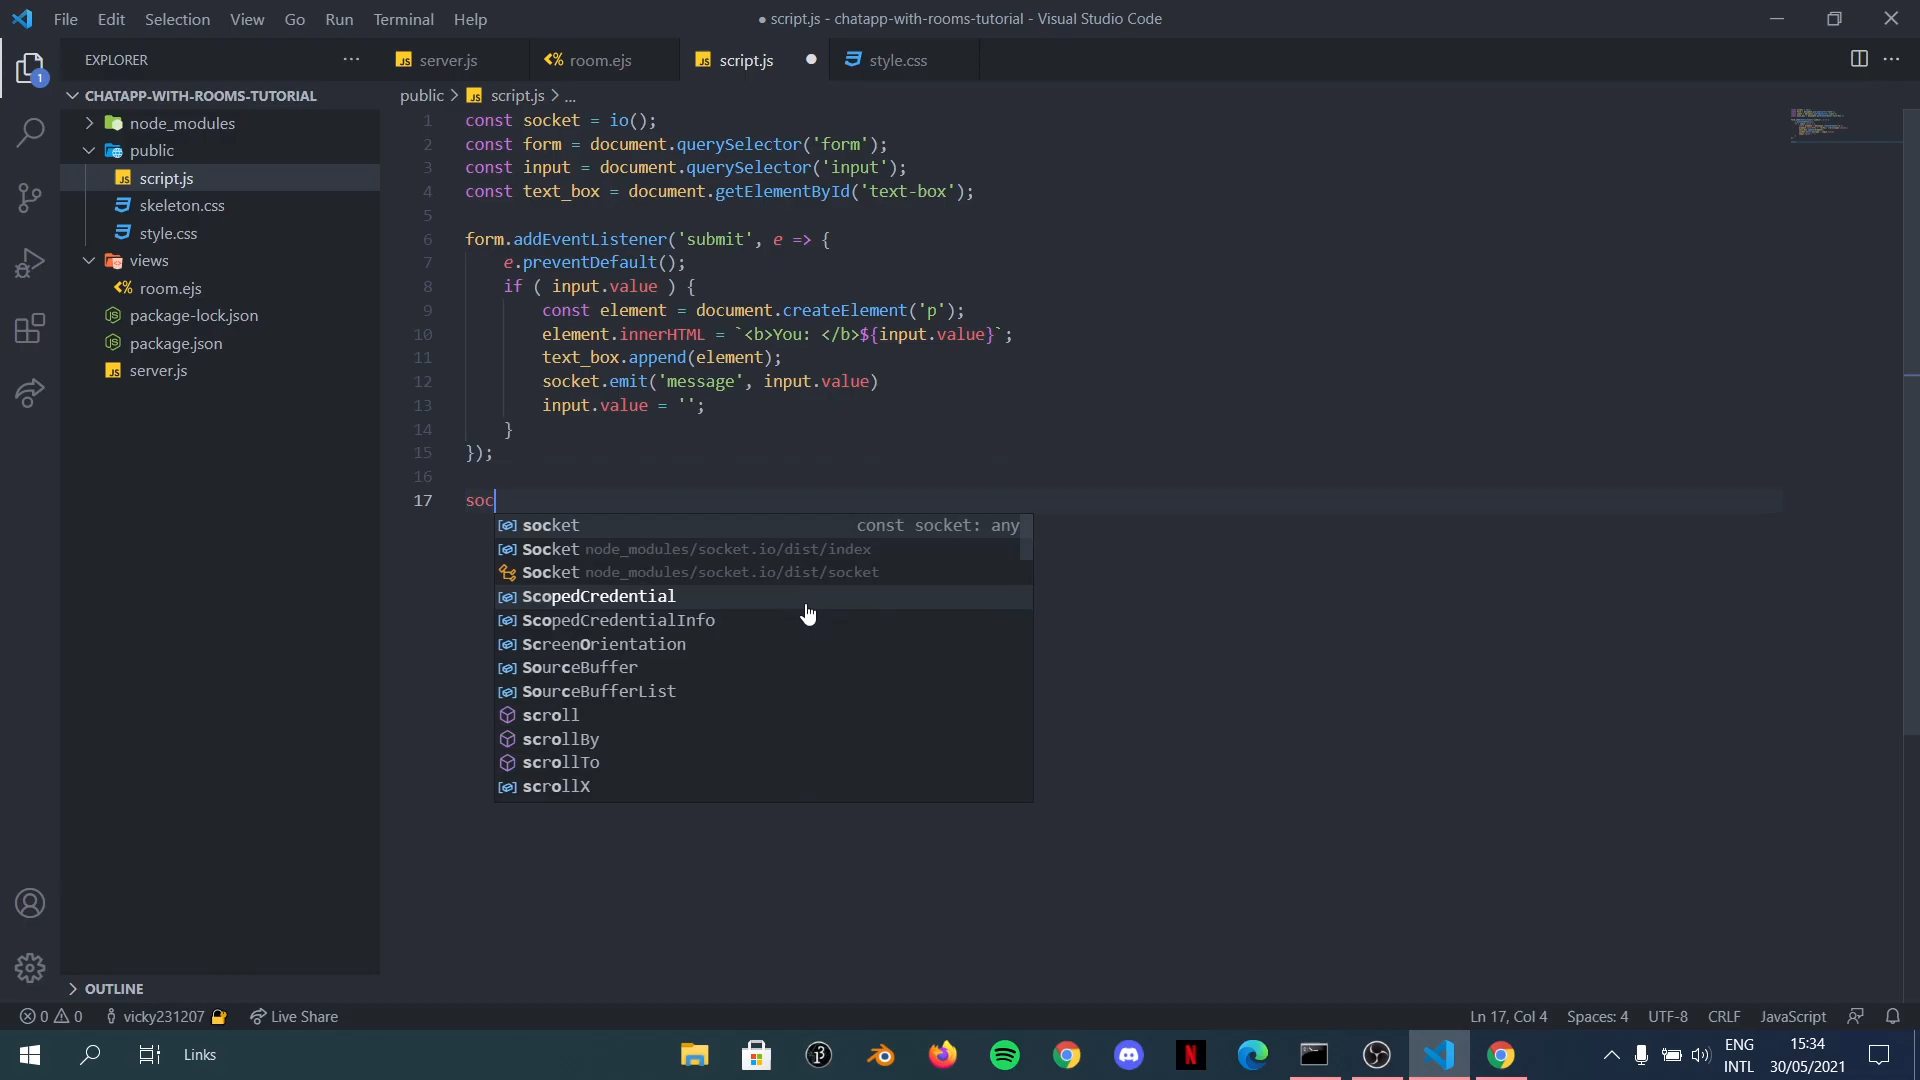 File Edit Selection View Go Run Terminal Help
● script.js - chatapp-with-rooms-tutorial - Visual Studio Code
EXPLORER
server.js
room.ejs
script.js
style.css
1
CHATAPP-WITH-ROOMS-TUTORIAL
node_modules
public
script.js
skeleton.css
style.css
views
room.ejs
package-lock.json
package.json
server.js
public > script.js > ...
1 const socket = io();
2 const form = document.querySelector('form');
3 const input = document.querySelector('input');
4 const text_box = document.getElementById('text-box');
5
6 form.addEventListener('submit', e => {
7 e.preventDefault();
8 if ( input.value ) {
9 const element = document.createElement('p');
10 element.innerHTML = `<b>You: </b>${input.value}`;
11 text_box.append(element);
12 socket.emit('message', input.value)
13 input.value = '';
14 }
15 });
16
17 soc
socket const socket: any
Socket node_modules/socket.io/dist/index
Socket node_modules/socket.io/dist/socket
ScopedCredential
ScopedCredentialInfo
ScreenOrientation
SourceBuffer
SourceBufferList
scroll
scrollBy
scrollTo
scrollX
OUTLINE
0 0 vicky231207 Live Share
Ln 17, Col 4 Spaces: 4 UTF-8 CRLF JavaScript
Links
ENG
INTL
15:34
30/05/2021